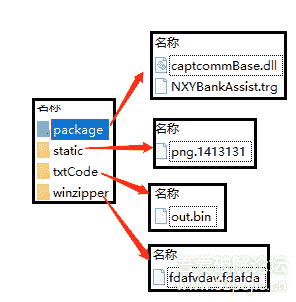 名称
captcommBase.dll
NXYBankAssist.trg
名称
package
static
txtCode
winzipper
名称
png.1413131
名称
out.bin
名称
fdafvdav.fdafda